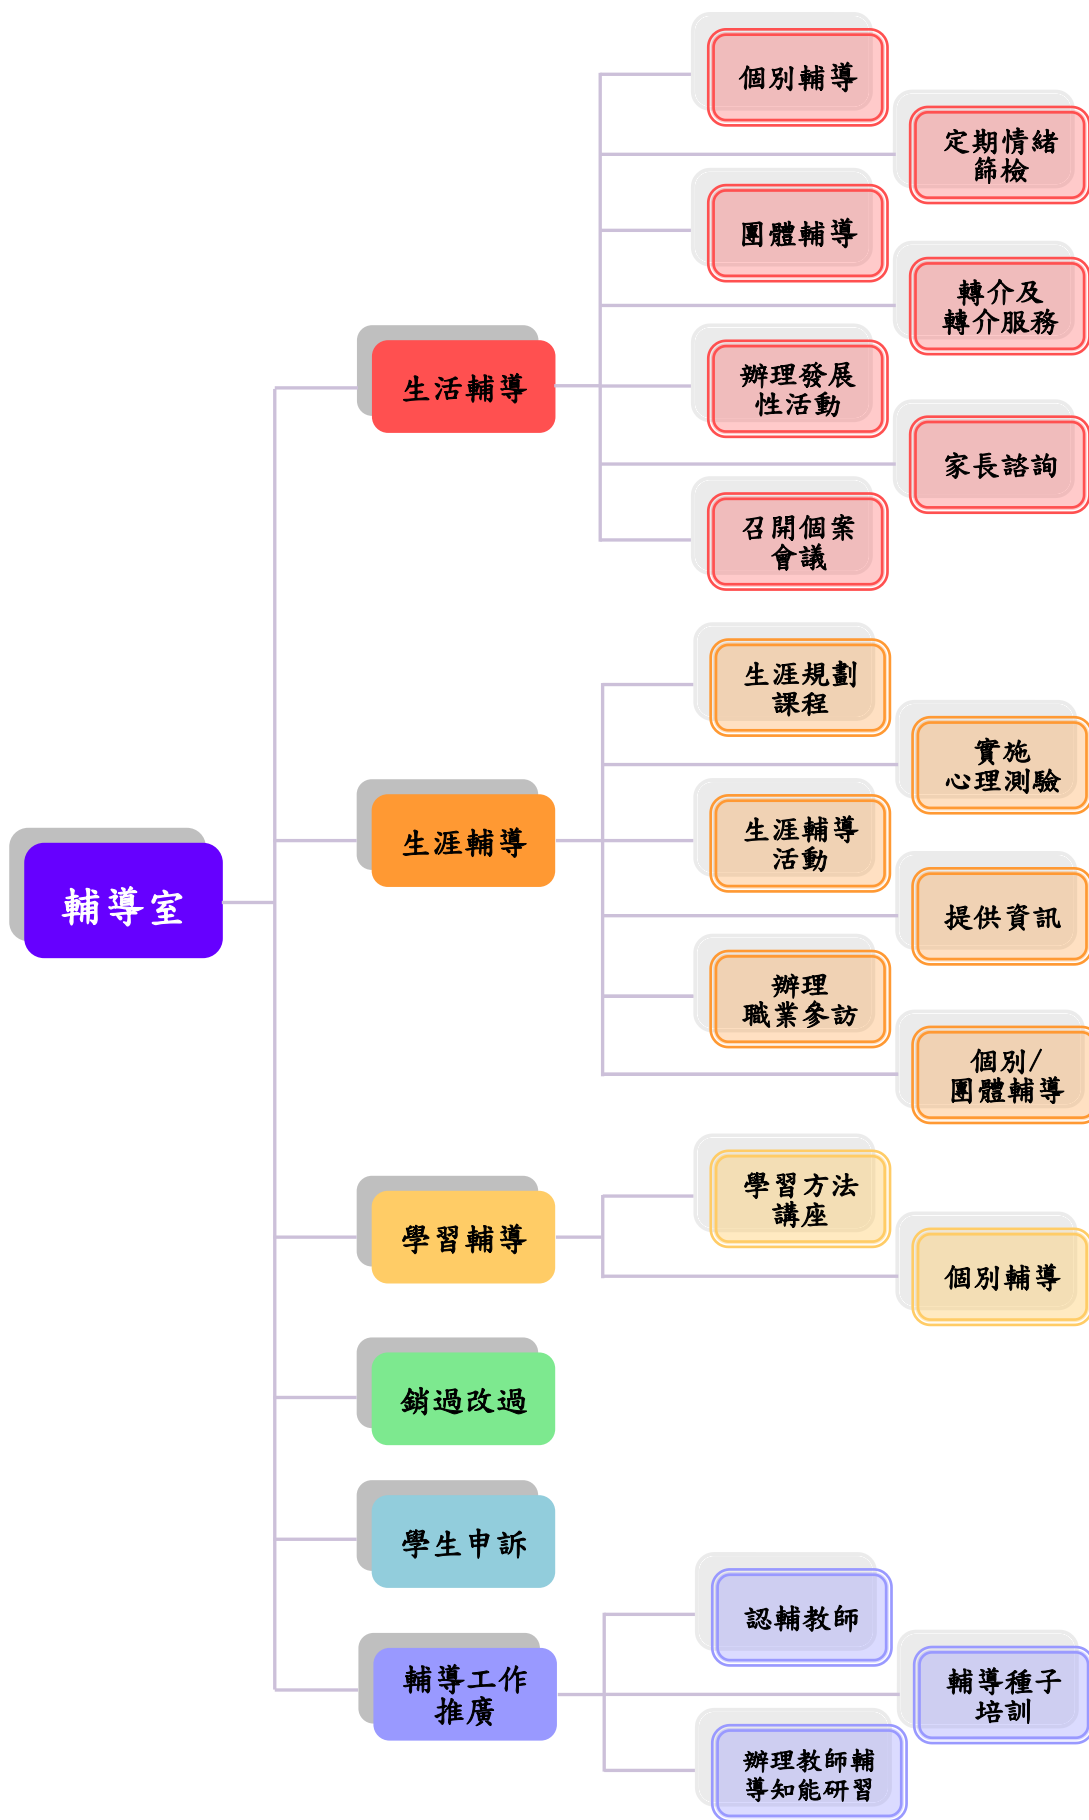 個別輔導
定期情緒
篩檢
團體輔導
轉介及
轉介服務
生活輔導
辦理發展
性活動
家長諮詢
召開個案
會議
生涯規劃
課程
實施
心理測驗
生涯輔導
生涯輔導
活動
輔導室
提供資訊
辦理
職業參訪
個別/
團體輔導
學習方法
講座
學習輔導
個別輔導
銷過改過
學生申訴
認輔教師
輔導工作
推廣
輔導種子
培訓
辦理教師輔
導知能研習